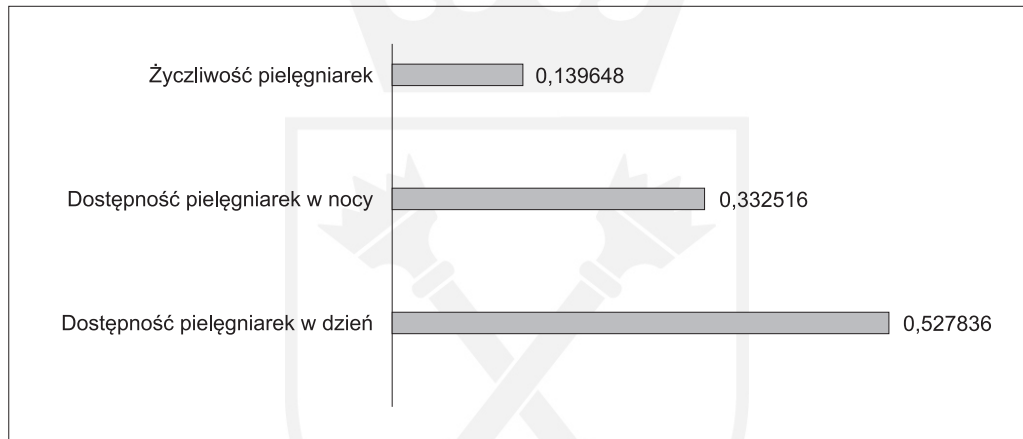 Życzliwość pielęgniarek 0,139648
Dostępność pielęgniarek w nocy 0,332516
Dostępność pielęgniarek w dzień 0,527836